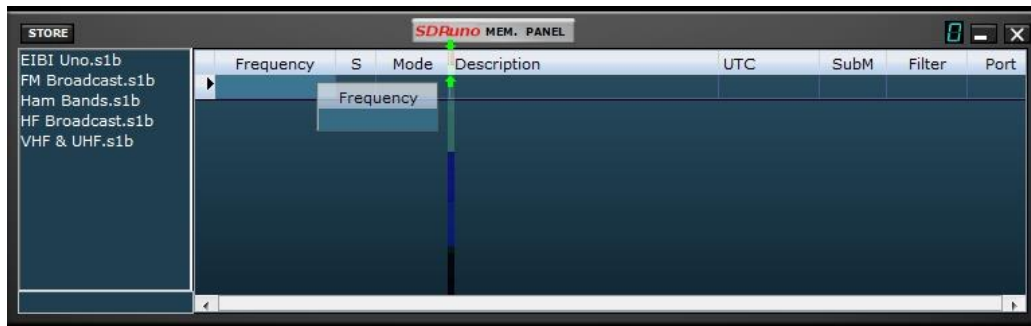 STORE
SDRuno MEM. PANEL
0
EIBI Uno.s1b
FM Broadcast.s1b
Ham Bands.s1b
HF Broadcast.s1b
VHF & UHF.s1b
Frequency S Mode Description UTC SubM Filter Port
Frequency